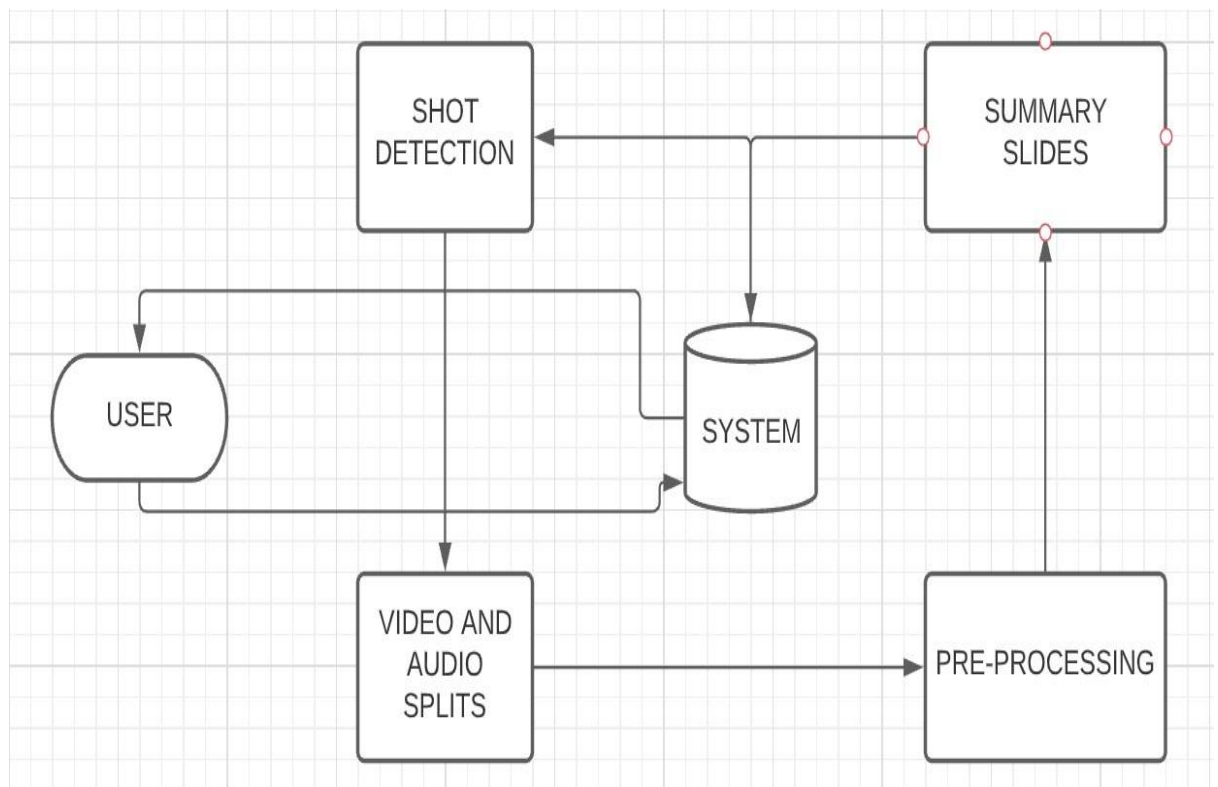 SHOT
DETECTION
SUMMARY
SLIDES
USER
SYSTEM
VIDEO AND
AUDIO
SPLITS
PRE-PROCESSING